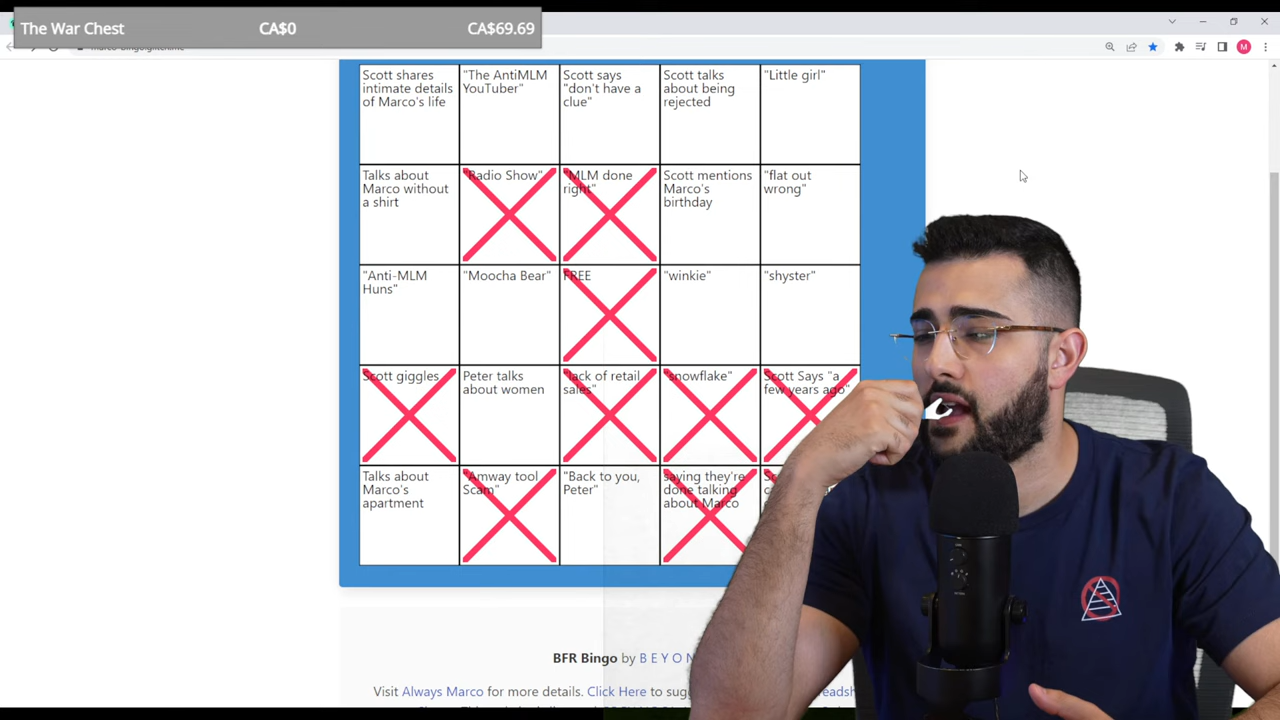 The War Chest CA$0 CA$69.69
Scott shares
intimate details
of Marco's life
"The AntiMLM
YouTuber"
Scott says
"don't have a
clue"
Scott talks
about being
rejected
"Little girl"
Talks about
Marco without
a shirt
"Radio Show"
"MLM done
right"
Scott mentions
Marco's
birthday
"flat out
wrong"
"Anti-MLM
Huns"
"Moocha Bear"
FREE
"winkie"
"shyster"
Scott giggles
Peter talks
about women
"lack of retail
sales"
"snowflake"
Scott Says "a
few years ago"
Talks about
Marco's
apartment
"Amway tool
Scam"
"Back to you,
Peter"
saying they're
done talking
about Marco
BFR Bingo by B E Y O N
Visit Always Marco for more details. Click Here to
M